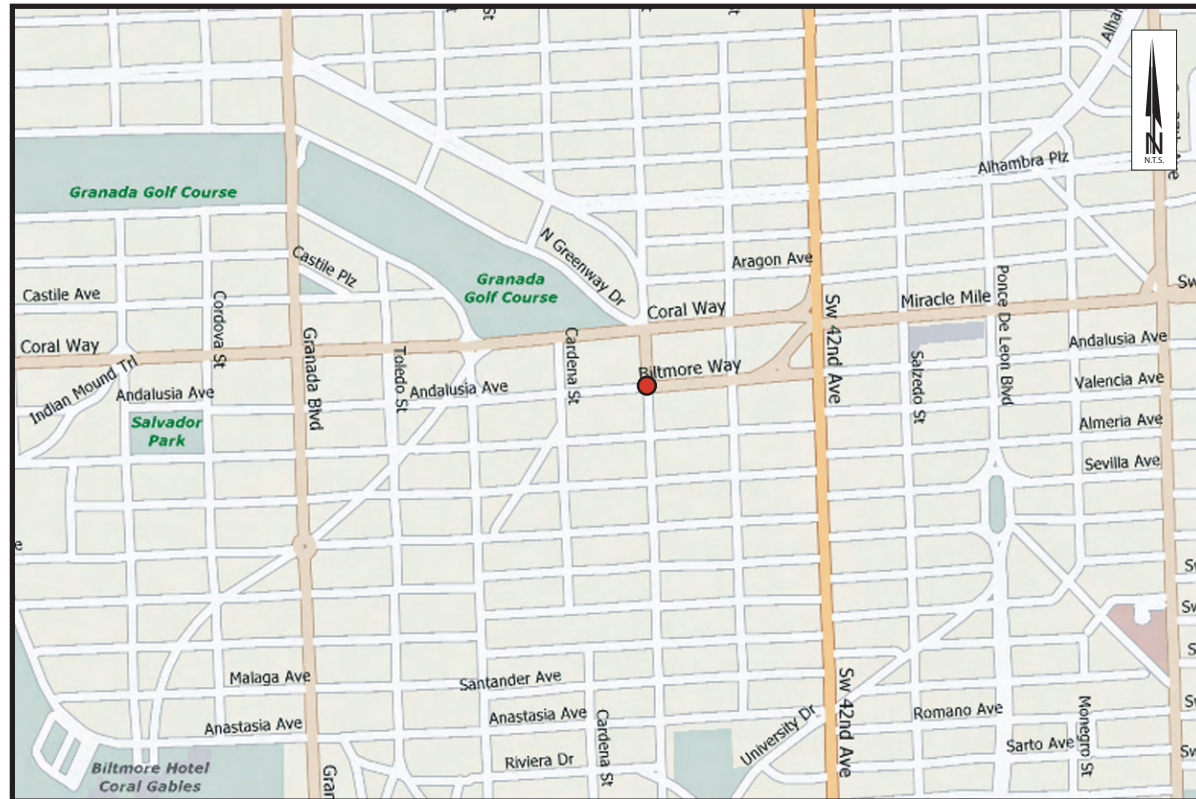 St
N
N.T.S.
Alhambra Plz
Granada Golf Course
N Greenway Dr
Castile Plz
Aragon Ave
Granada
Golf Course
Castile Ave
Cordova St
Coral Way
Miracle Mile
Ponce De Leon Blvd
Sw 42nd Ave
Coral Way
Granada Blvd
Toledo St
Cardena St
Andalusia Ave
Indian Mound Trl
Andalusia Ave
Andalusia Ave
Biltmore Way
Salzedo St
Valencia Ave
Salvador
Park
Almeria Ave
Sevilla Ave
Malaga Ave
Santander Ave
Sw 42nd Ave
Anastasia Ave
Anastasia Ave
Cardena St
University Dr
Romano Ave
Monegro St
Sarto Ave
Riviera Dr
Biltmore Hotel
Coral Gables